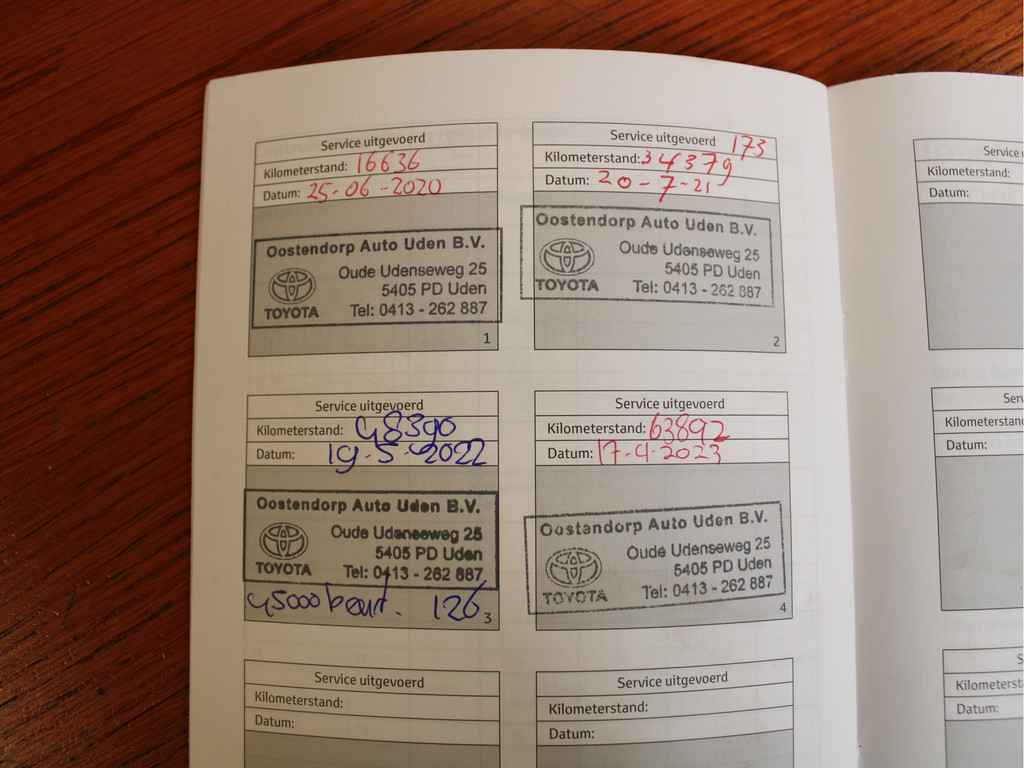 Service uitgevoerd
Kilometerstand: 16636
Datum: 25-06-2020
Oostendorp Auto Uden B.V.
Oude Udenseweg 25
5405 PD Uden
TOYOTA
Tel: 0413 - 262 887
1
Service uitgevoerd 173
Kilometerstand: 34379
Datum: 20-7-21
Oostendorp Auto Uden B.V.
Oude Udenseweg 25
5405 PD Uden
TOYOTA
Tel: 0413 - 262 887
2
Service uitgevoerd
Kilometerstand: 48390
Datum: 19-5-2022
Oostendorp Auto Uden B.V.
Oude Udenseweg 25
5405 PD Uden
TOYOTA
Tel: 0413 - 262 887
45000 beurt. 126
3
Service uitgevoerd
Kilometerstand: 63892
Datum: 17-4-2023
Oostendorp Auto Uden B.V.
Oude Udenseweg 25
5405 PD Uden
TOYOTA
Tel: 0413 - 262 887
4
Service uitgevoerd
Kilometerstand:
Datum:
Service uitgevoerd
Kilometerstand:
Datum:
Service
Kilometerstand:
Datum:
Ser
Kilometerstand
Datum:
S
Kilometerst
Datum: